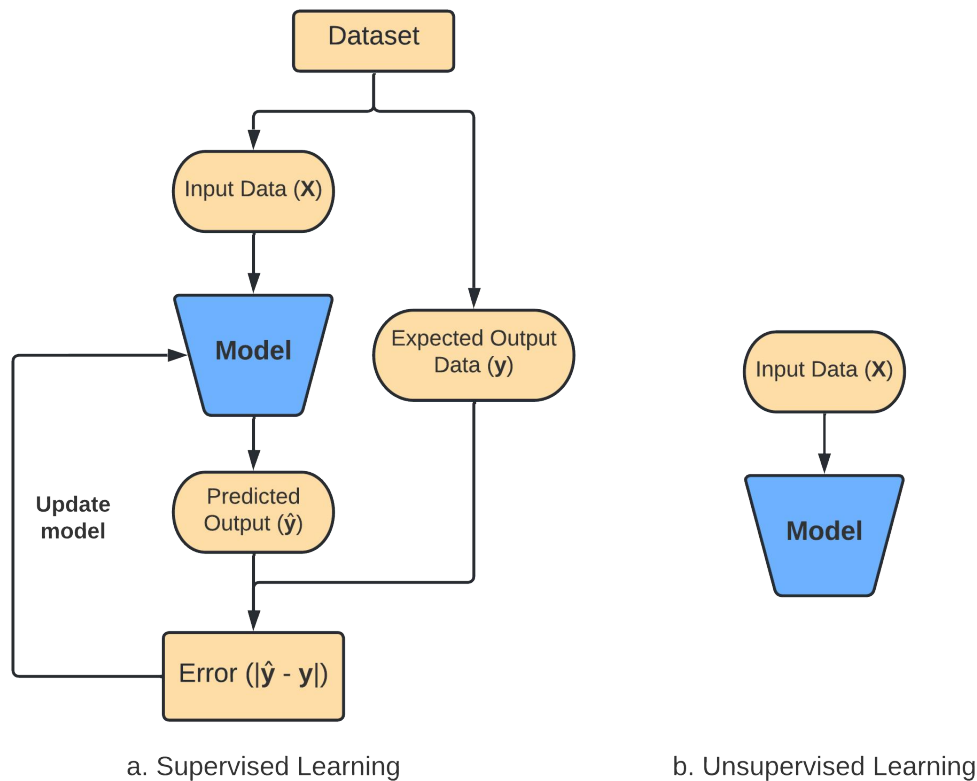 Dataset
Input Data (X)
Model
Expected Output
Data (y)
Predicted
Output (ŷ)
Update
model
Error (|ŷ - y|)
a. Supervised Learning
Input Data (X)
Model
b. Unsupervised Learning